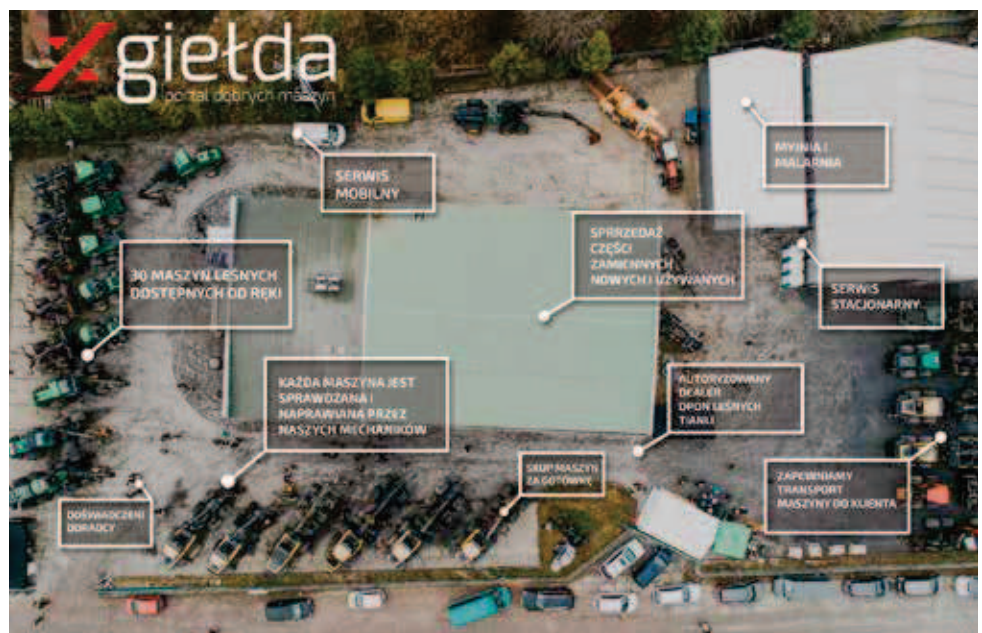 giełda
portal dobrych maszyn
SERWIS
MOBILNY
MYJNIA I
MALARNIA
SPRZEDAŻ
CZĘŚCI
ZAMIENNYCH
NOWYCH I UŻYWANYCH
30 MASZYN LEŚNYCH
DOSTĘPNYCH OD RĘKI
SERWIS
STACJONARNY
KAŻDA MASZYNA JEST
SPRAWDZANA I
NAPRAWIANA PRZEZ
NASZYCH MECHANIKÓW
AUTORYZOWANY
DEALER
OPON LEŚNYCH
TIANLI
SKUP MASZYN
ZA GOTÓWKĘ
ZAPEWNIAMY
TRANSPORT
MASZYNY DO KLIENTA
DOŚWIADCZENI
DORADCY